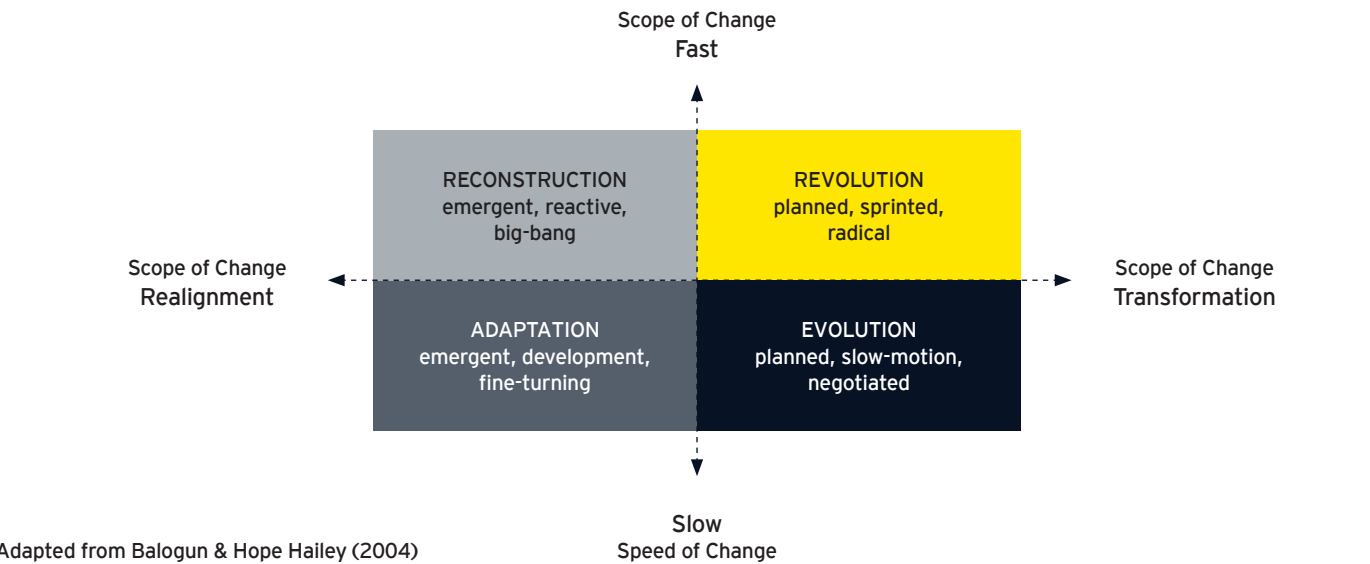 Scope of Change
Fast
RECONSTRUCTION
emergent, reactive,
big-bang
REVOLUTION
planned, sprinted,
radical
Scope of Change
Realignment
Scope of Change
Transformation
ADAPTATION
emergent, development,
fine-turning
EVOLUTION
planned, slow-motion,
negotiated
Slow
Speed of Change
Adapted from Balogun & Hope Hailey (2004)